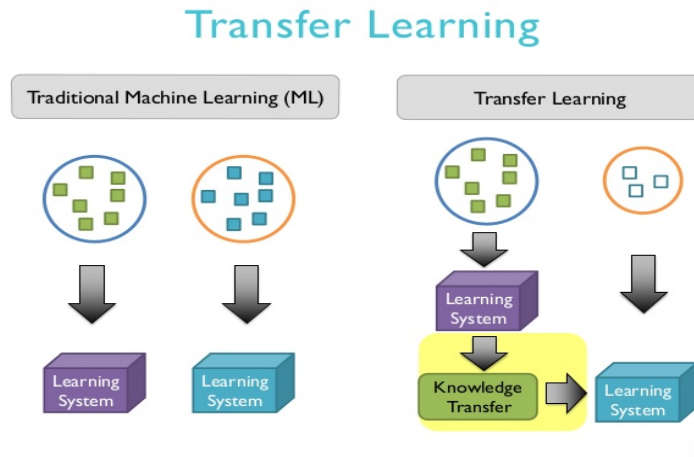 Transfer Learning
Traditional Machine Learning (ML)
Transfer Learning
Learning
System
Learning
System
Learning
System
Knowledge
Transfer
Learning
System